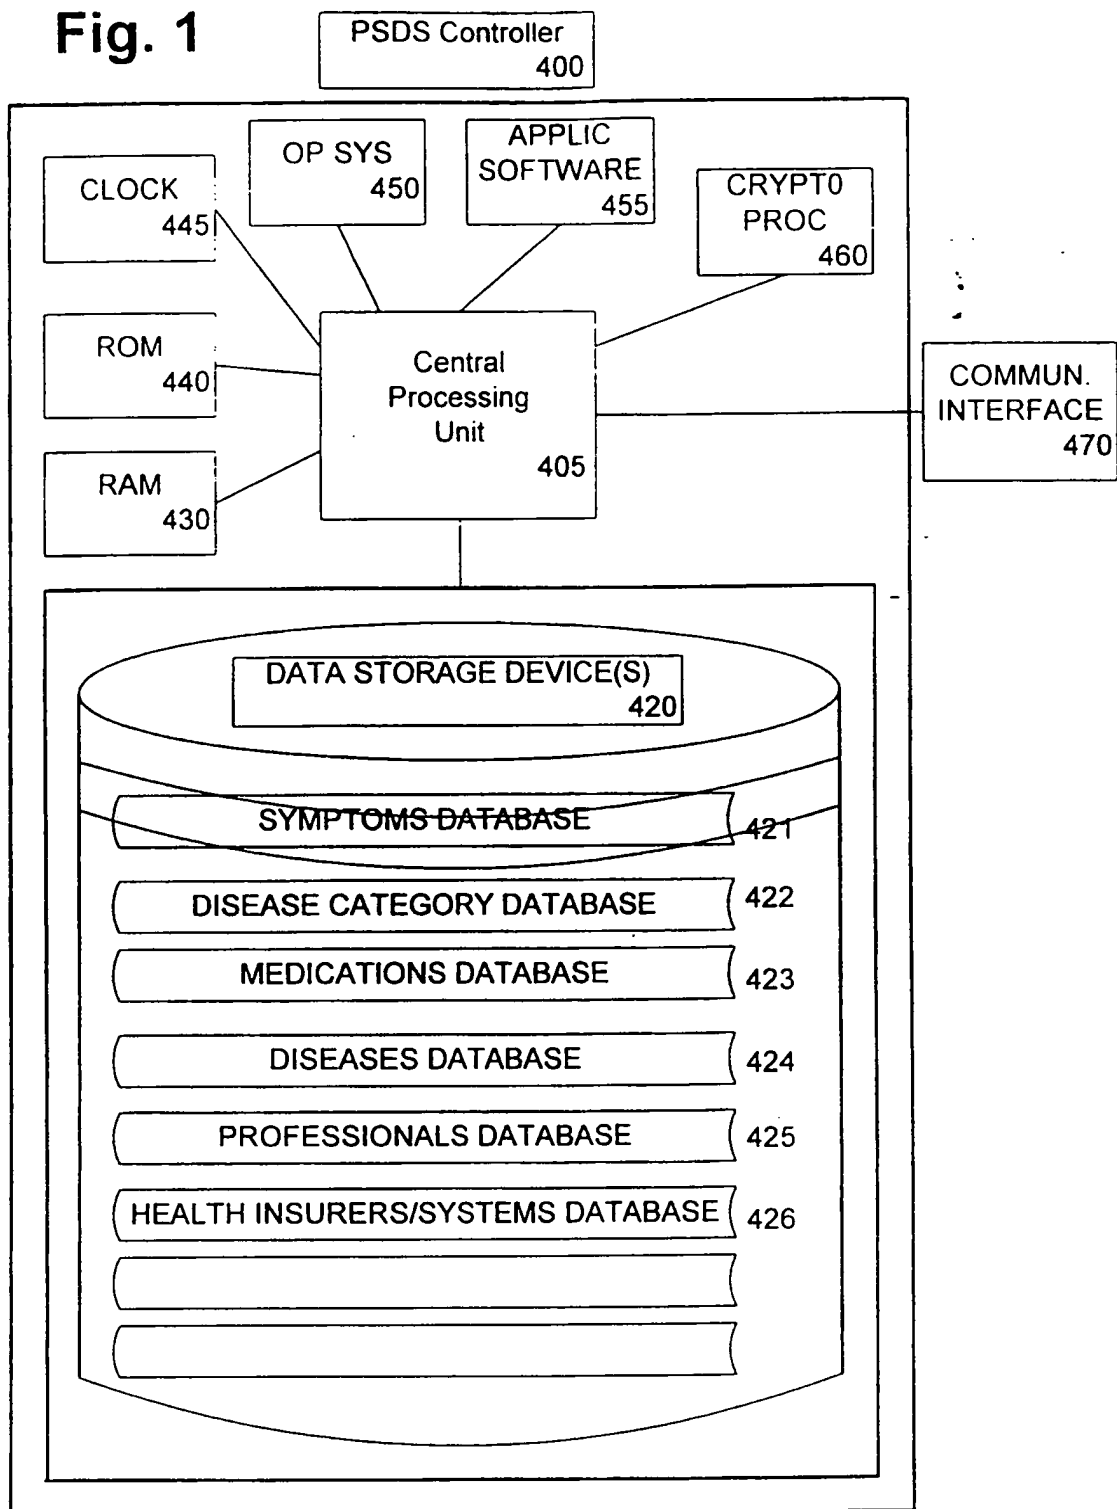 Fig. 1
PSDS Controller
400
CLOCK
445
OP SYS
450
APPLIC
SOFTWARE
455
CRYPT0
PROC
460
ROM
440
Central
Processing
Unit
405
COMMUN.
INTERFACE
470
RAM
430
DATA STORAGE DEVICE(S)
420
SYMPTOMS DATABASE
421
DISEASE CATEGORY DATABASE
422
MEDICATIONS DATABASE
423
DISEASES DATABASE
424
PROFESSIONALS DATABASE
425
HEALTH INSURERS/SYSTEMS DATABASE
426